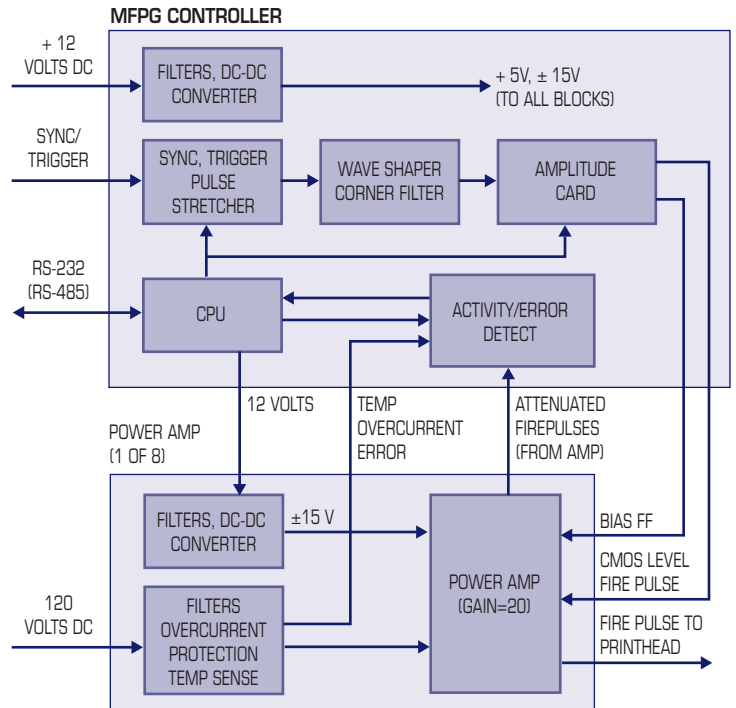 MFPG CONTROLLER
+ 12
VOLTS DC
FILTERS, DC-DC
CONVERTER
+ 5V, ± 15V
(TO ALL BLOCKS)
SYNC/
TRIGGER
SYNC, TRIGGER
PULSE
STRETCHER
WAVE SHAPER
CORNER FILTER
AMPLITUDE
CARD
RS-232
(RS-485)
CPU
ACTIVITY/ERROR
DETECT
12 VOLTS
TEMP
OVERCURRENT
ERROR
ATTENUATED
FIREPULSES
(FROM AMP)
POWER AMP
(1 OF 8)
FILTERS, DC-DC
CONVERTER
±15 V
POWER AMP
(GAIN=20)
BIAS FF
CMOS LEVEL
FIRE PULSE
120
VOLTS DC
FILTERS
OVERCURRENT
PROTECTION
TEMP SENSE
FIRE PULSE TO
PRINTHEAD